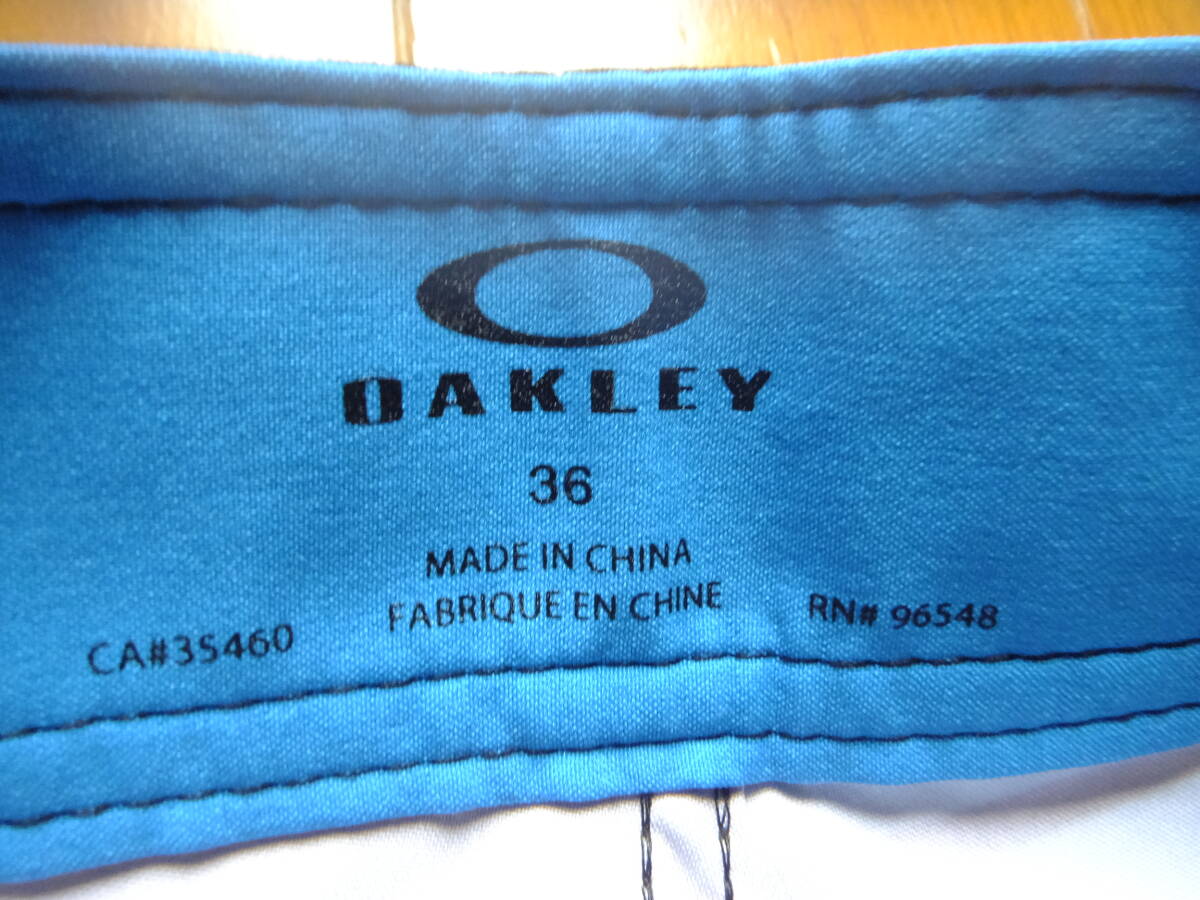 OAKLEY
36
MADE IN CHINA
FABRIQUE EN CHINE
CA#35460
RN# 96548